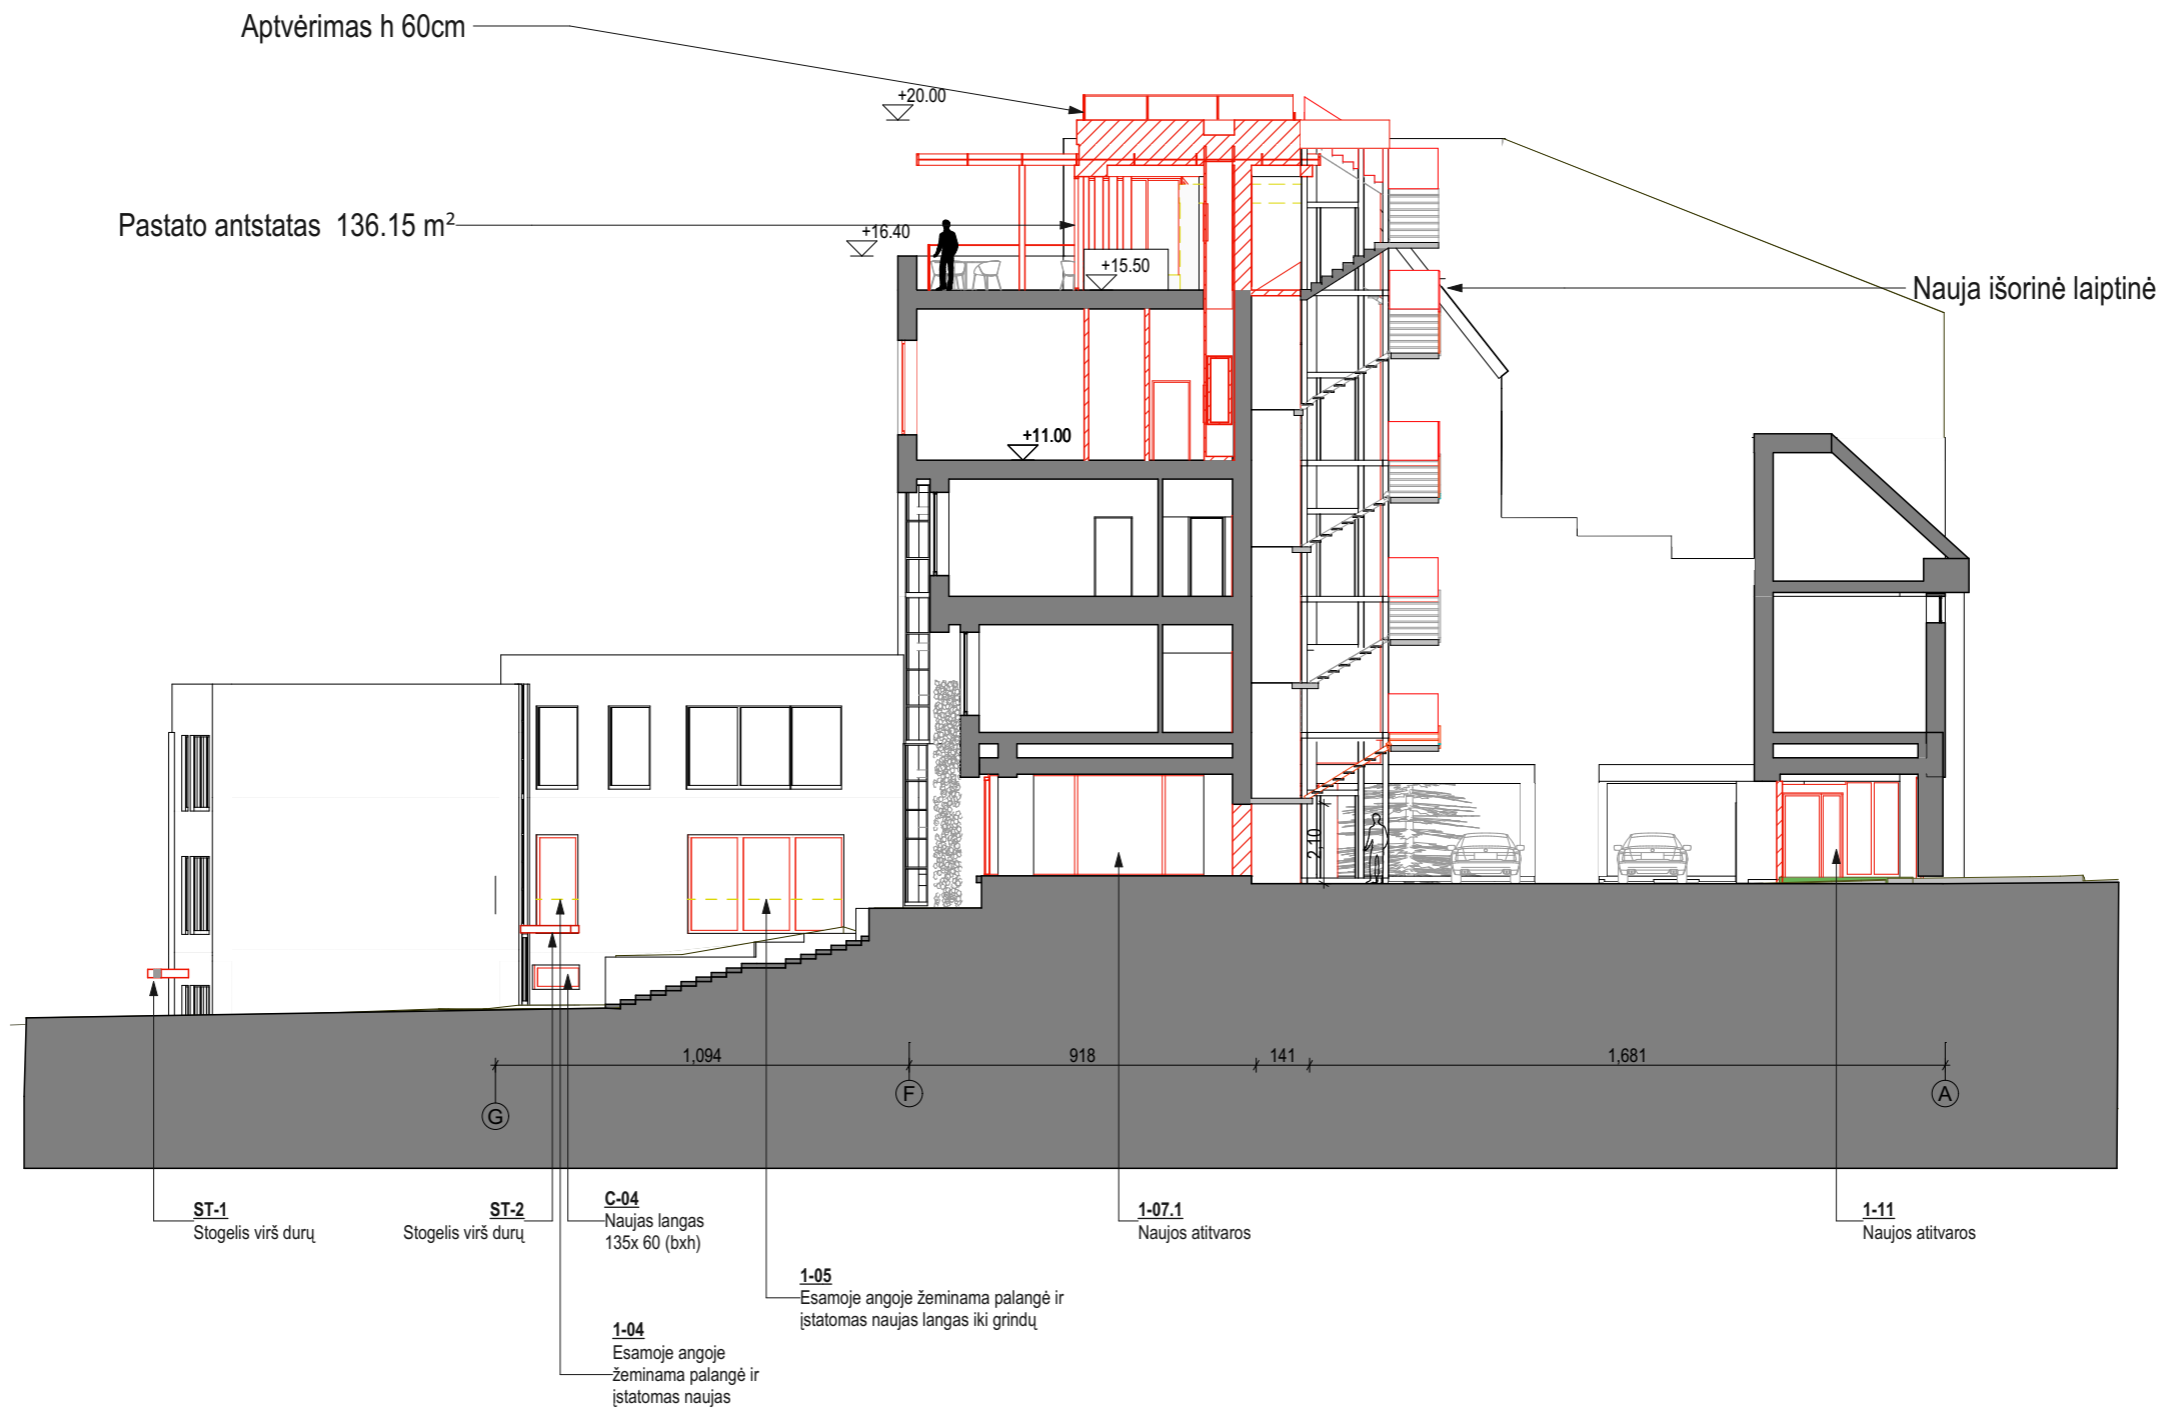 Aptvėrimas h 60cm
+20.00
Pastato antstatas 136.15 m²
+16.40
+15.50
Nauja išorinė laiptinė
+11.00
2,10
1,094
918
141
1,681
G
F
A
ST-1
Stogelis virš durų
ST-2
Stogelis virš durų
C-04
Naujas langas
135x 60 (bxh)
1-07.1
Naujos atitvaros
1-11
Naujos atitvaros
1-05
Esamoje angoje žeminama palangė ir
įstatomas naujas langas iki grindų
1-04
Esamoje angoje
žeminama palangė ir
įstatomas naujas